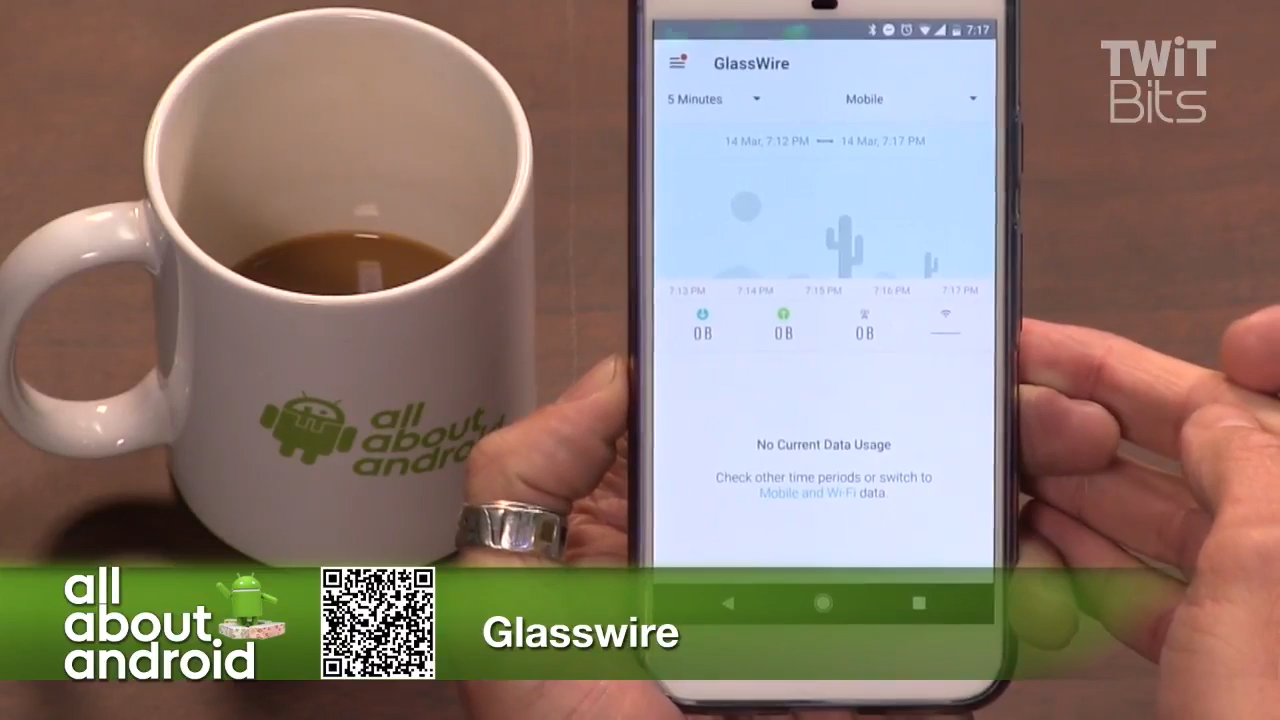 7:17
GlassWire
5 Minutes
Mobile
14 Mar, 7:12 PM
14 Mar, 7:17 PM
7:13 PM
7:14 PM
7:15 PM
7:16 PM
7:17 PM
0 B
0 B
0 B
No Current Data Usage
Check other time periods or switch to
Mobile and Wi-Fi data
TWiT
Bits
all
about
android
all
about
android
Glasswire